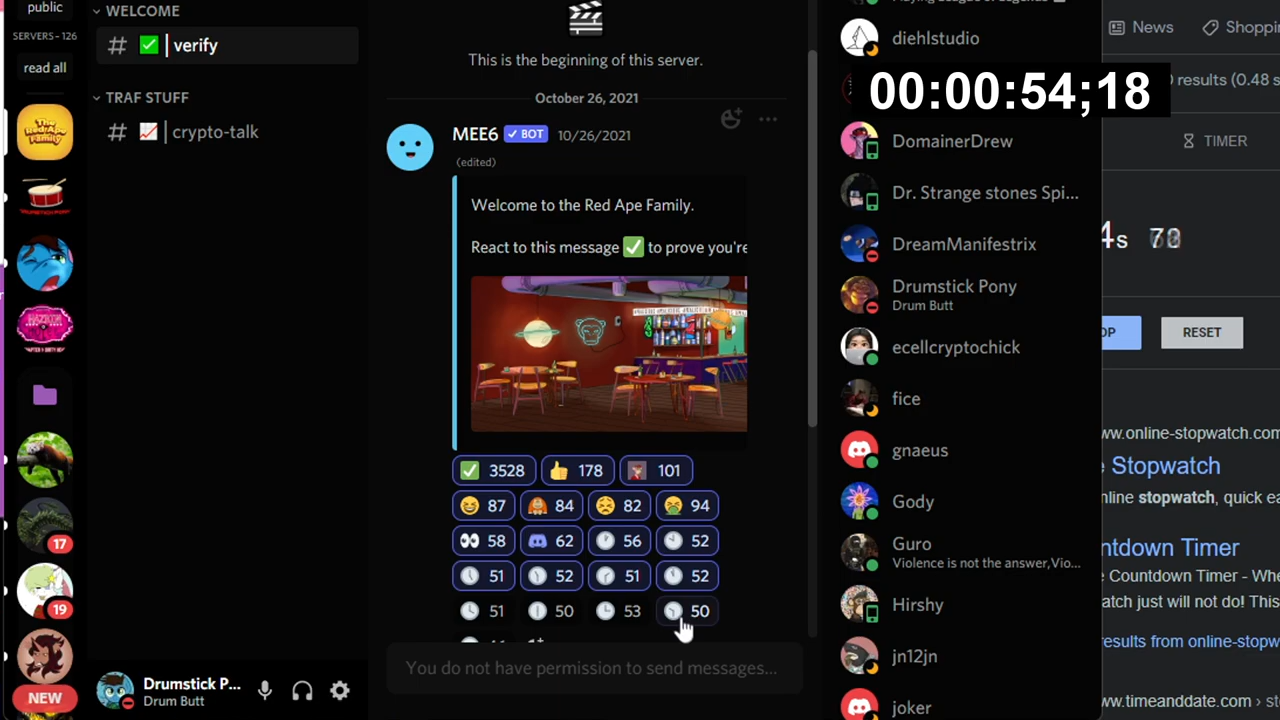 public
SERVERS – 126
read all
The Red Ape Family
17
19
NEW
WELCOME
# ✅ | verify
TRAF STUFF
# 📈 | crypto-talk
Drumstick P...
Drum Butt
This is the beginning of this server.
October 26, 2021
MEE6 ✓ BOT 10/26/2021
(edited)
Welcome to the Red Ape Family.
React to this message ✅ to prove you're
3528 178 101
87 84 82 94
58 62 56 52
51 52 51 52
51 50 53 50
You do not have permission to send messages...
diehlstudio
00:00:54;18
DomainerDrew
Dr. Strange stones Spi...
DreamManifestrix
Drumstick Pony
Drum Butt
ecellcryptochick
fice
gnaeus
Gody
Guro
Violence is not the answer,Vio...
Hirshy
jn12jn
joker
News
Shoppi
results (0.48 s
TIMER
4s
OP
RESET
ww.online-stopwatch.com
e Stopwatch
nline stopwatch, quick ea
ntdown Timer
e Countdown Timer - Whe
atch just will not do! This
results from online-stopw
ww.timeanddate.com › st